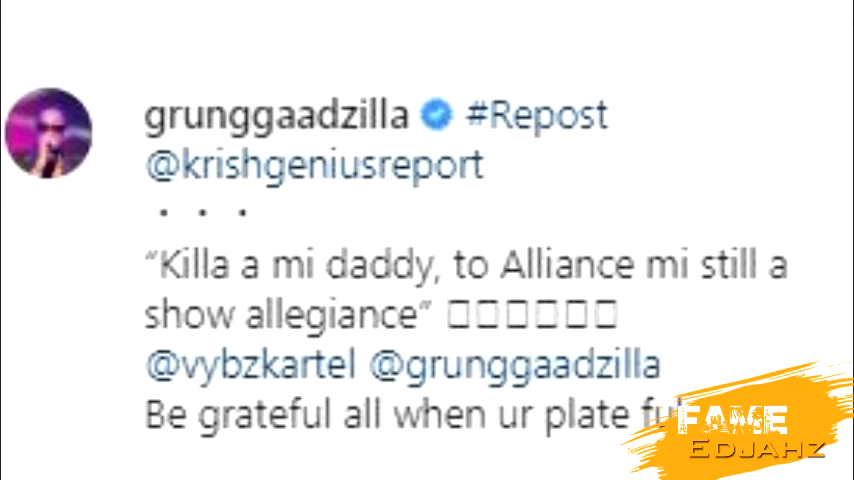 grunggaadzilla #Repost
@krishgeniusreport
. . .
“Killa a mi daddy, to Alliance mi still a
show allegiance” □□□□□□
@vybzkartel @grunggaadzilla
Be grateful all when ur plate
FAME
EDJAHZ